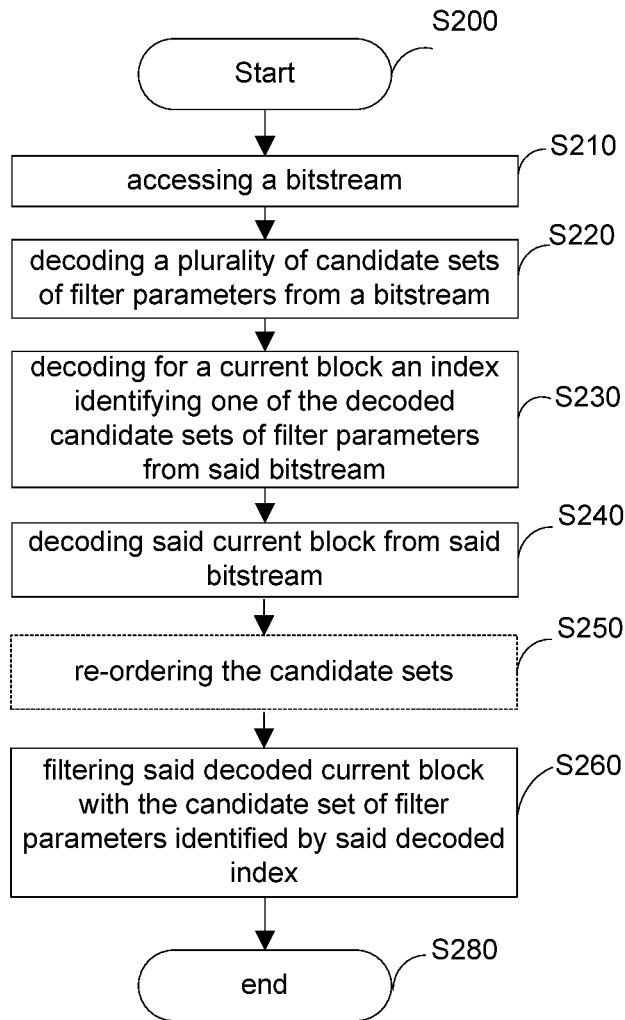 S200
Start
S210
accessing a bitstream
S220
decoding a plurality of candidate sets
of filter parameters from a bitstream
decoding for a current block an index
identifying one of the decoded
candidate sets of filter parameters
from said bitstream
S230
S240
decoding said current block from said
bitstream
S250
re-ordering the candidate sets
filtering said decoded current block
with the candidate set of filter
parameters identified by said decoded
index
S260
S280
end